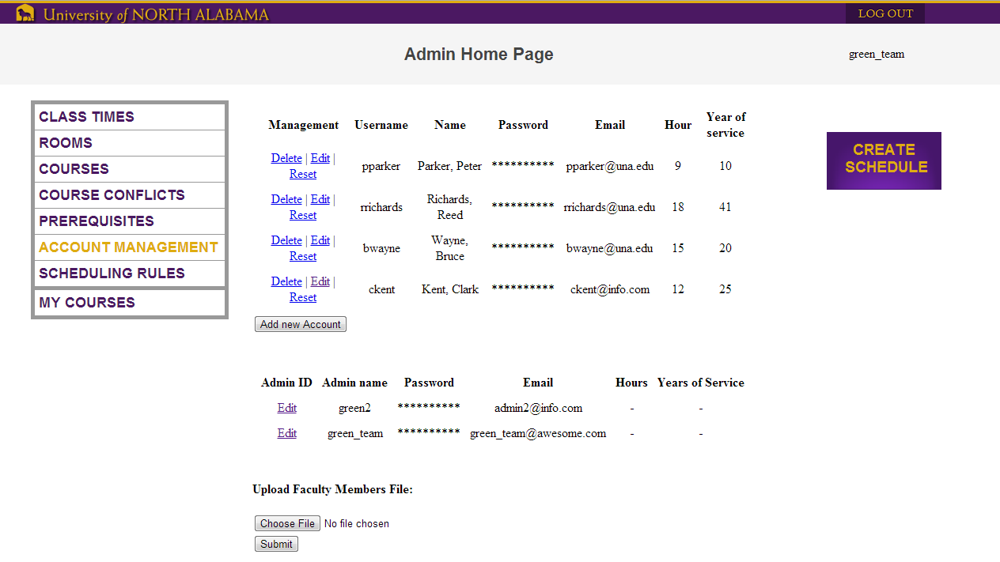 University of NORTH ALABAMA
LOG OUT
Admin Home Page
green_team
CLASS TIMES
ROOMS
COURSES
COURSE CONFLICTS
PREREQUISITES
ACCOUNT MANAGEMENT
SCHEDULING RULES
MY COURSES
Management Username Name Password Email Hour Year of service
Delete | Edit | Reset pparker Parker, Peter ********** pparker@una.edu 9 10
Delete | Edit | Reset rrichards Richards, Reed ********** rrichards@una.edu 18 41
Delete | Edit | Reset bwayne Wayne, Bruce ********** bwayne@una.edu 15 20
Delete | Edit | Reset ckent Kent, Clark ********** ckent@info.com 12 25
Add new Account
CREATE
SCHEDULE
Admin ID Admin name Password Email Hours Years of Service
Edit green2 ********** admin2@info.com - -
Edit green_team ********** green_team@awesome.com - -
Upload Faculty Members File:
Choose File No file chosen
Submit